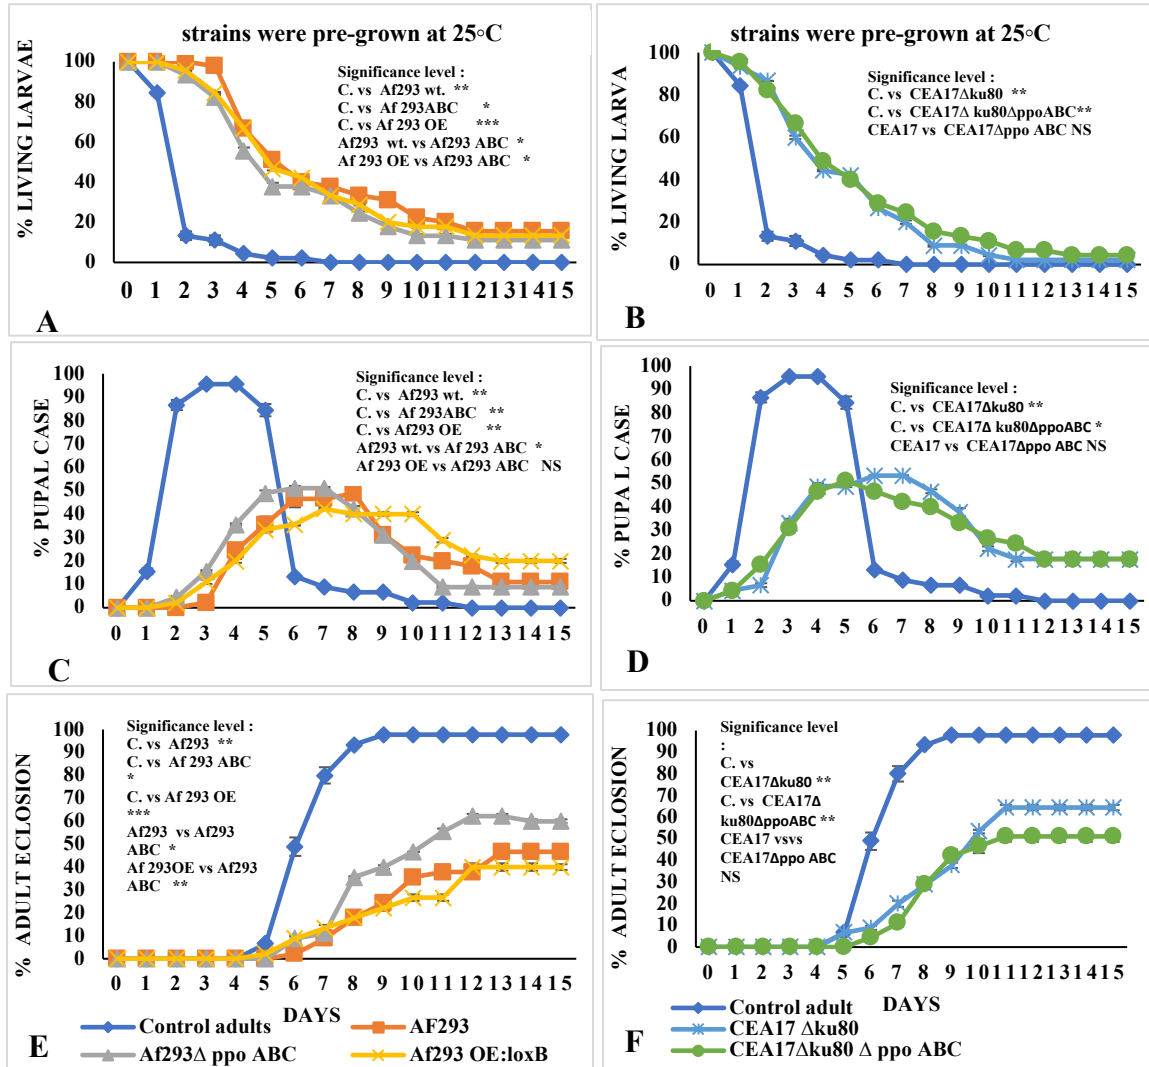 strains were pre-grown at 25◦C
% LIVING LARVAE
100
80
60
40
20
0
Significance level :
C. vs Af293 wt. **
C. vs Af 293ABC *
C. vs Af 293 OE ***
Af293 wt. vs Af293 ABC *
Af 293 OE vs Af293 ABC *
0 1 2 3 4 5 6 7 8 9 10 11 12 13 14 15
A
strains were pre-grown at 25◦C
% LIVING LARVA
100
80
60
40
20
0
Significance level :
C. vs CEA17Δku80 **
C. vs CEA17Δ ku80ΔppoABC**
CEA17 vs CEA17Δppo ABC NS
0 1 2 3 4 5 6 7 8 9 10 11 12 13 14 15
B
% PUPAL CASE
100
90
80
70
60
50
40
30
20
10
0
Significance level :
C. vs Af293 wt. **
C. vs Af 293ABC **
C. vs Af293 OE **
Af293 wt. vs Af 293 ABC *
Af 293 OE vs Af293 ABC NS
0 1 2 3 4 5 6 7 8 9 10 11 12 13 14 15
C
% PUPA L CASE
100
90
80
70
60
50
40
30
20
10
0
Significance level :
C. vs CEA17Δku80 **
C. vs CEA17Δ ku80ΔppoABC *
CEA17 vs CEA17Δppo ABC NS
0 1 2 3 4 5 6 7 8 9 10 11 12 13 14 15
D
% ADULT ECLOSION
100
90
80
70
60
50
40
30
20
10
0
Significance level :
C. vs Af293 **
C. vs Af 293 ABC
*
C. vs Af 293 OE
***
Af293 vs Af293
ABC *
Af 293OE vs Af293
ABC **
0 1 2 3 4 5 6 7 8 9 10 11 12 13 14 15
DAYS
Control adults
AF293
Af293Δ ppo ABC
Af293 OE:loxB
E
% ADULT ECLOSION
100
90
80
70
60
50
40
30
20
10
0
Significance level
:
C. vs
CEA17Δku80 **
C. vs CEA17Δ
ku80ΔppoABC **
CEA17 vsvs
CEA17Δppo ABC
NS
0 1 2 3 4 5 6 7 8 9 10 11 12 13 14 15
DAYS
Control adult
CEA17 Δku80
CEA17Δku80 Δ ppo ABC
F